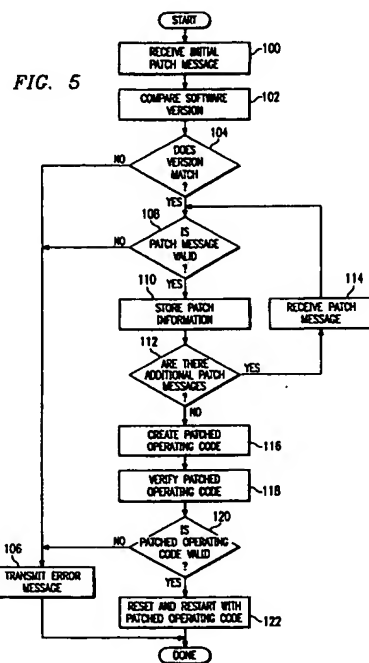 FIG. 5
START
RECEIVE INITIAL
PATCH MESSAGE
100
COMPARE SOFTWARE
VERSION
102
104
DOES
VERSION
MATCH
?
NO
YES
108
IS
PATCH MESSAGE
VALID
?
NO
YES
110
STORE PATCH
INFORMATION
114
RECEIVE PATCH
MESSAGE
112
ARE THERE
ADDITIONAL PATCH
MESSAGES
?
YES
NO
CREATE PATCHED
OPERATING CODE
116
VERIFY PATCHED
OPERATING CODE
118
120
IS
PATCHED OPERATING
CODE VALID
?
NO
YES
106
TRANSMIT ERROR
MESSAGE
RESET AND RESTART WITH
PATCHED OPERATING CODE
122
DONE